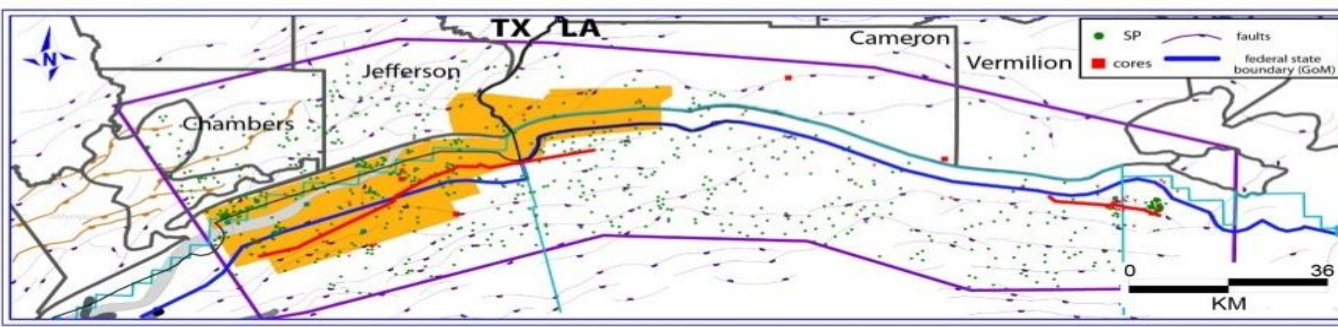 TX LA
N
Jefferson
Chambers
Cameron
Vermilion
SP
faults
cores
federal state
boundary (GoM)
0 36
KM